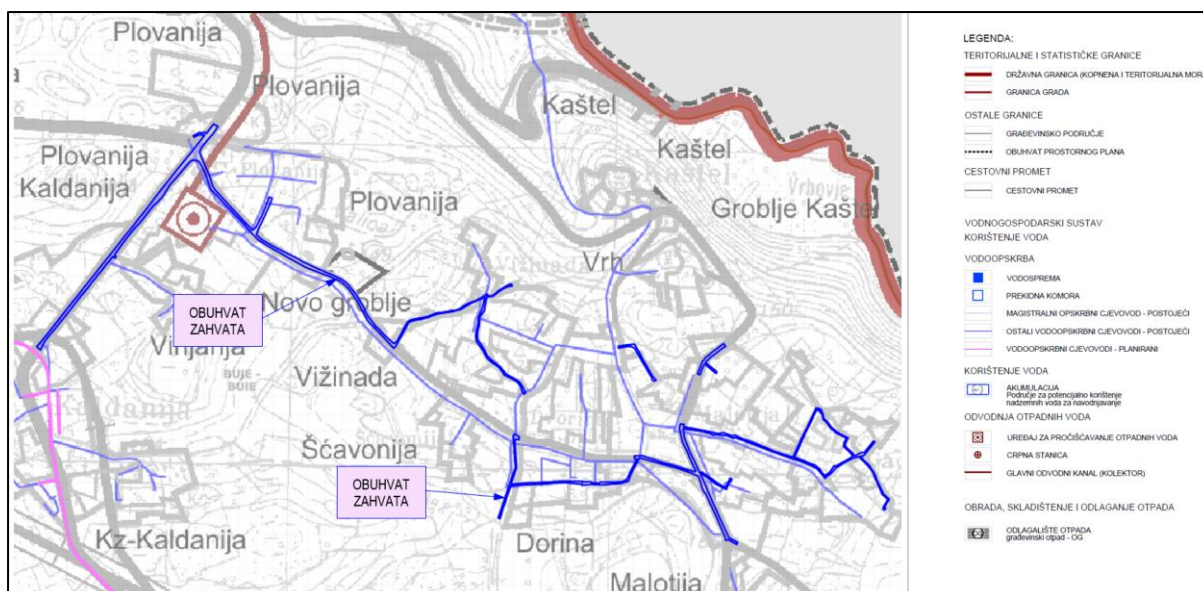 Plovanija
Plovanija
Kaštel
Kaštel
Plovanija
Kaldanija
Plovanija
Vrbovje
Groblje Kaštel
Vrh
Novo groblje
OBUHVAT
ZAHVATA
Vižinada
BUJE -
BUJE
Kaldanija
Šćavonija
OBUHVAT
ZAHVATA
Kz-Kaldanija
Dorina
Malotija
LEGENDA:
TERITORIJALNE I STATISTIČKE GRANICE
DRŽAVNA GRANICA (KOPNENA I TERITORIJALNA MOR
GRANICA GRADA
OSTALE GRANICE
GRAĐEVINSKO PODRUČJE
OBUHVAT PROSTORNOG PLANA
CESTOVNI PROMET
CESTOVNI PROMET
VODNOGOSPODARSKI SUSTAV
KORIŠTENJE VODA
VODOOPSKRBA
VODOSPREMA
PREKIDNA KOMORA
MAGISTRALNI OPSKRBNI CJEVOVOD - POSTOJEĆI
OSTALI VODOOPSKRBNI CJEVOVODI - POSTOJEĆI
VODOOPSKRBNI CJEVOVODI - PLANIRANI
KORIŠTENJE VODA
AKUMULACIJA
Područje za potencijalno korištenje
nadzemnih voda za navodnjavanje
ODVODNJA OTPADNIH VODA
UREĐAJ ZA PROČIŠĆAVANJE OTPADNIH VODA
CRPNA STANICA
GLAVNI ODVODNI KANAL (KOLEKTOR)
OBRADA, SKLADIŠTENJE I ODLAGANJE OTPADA
ODLAGALIŠTE OTPADA
građevinski otpad - OG